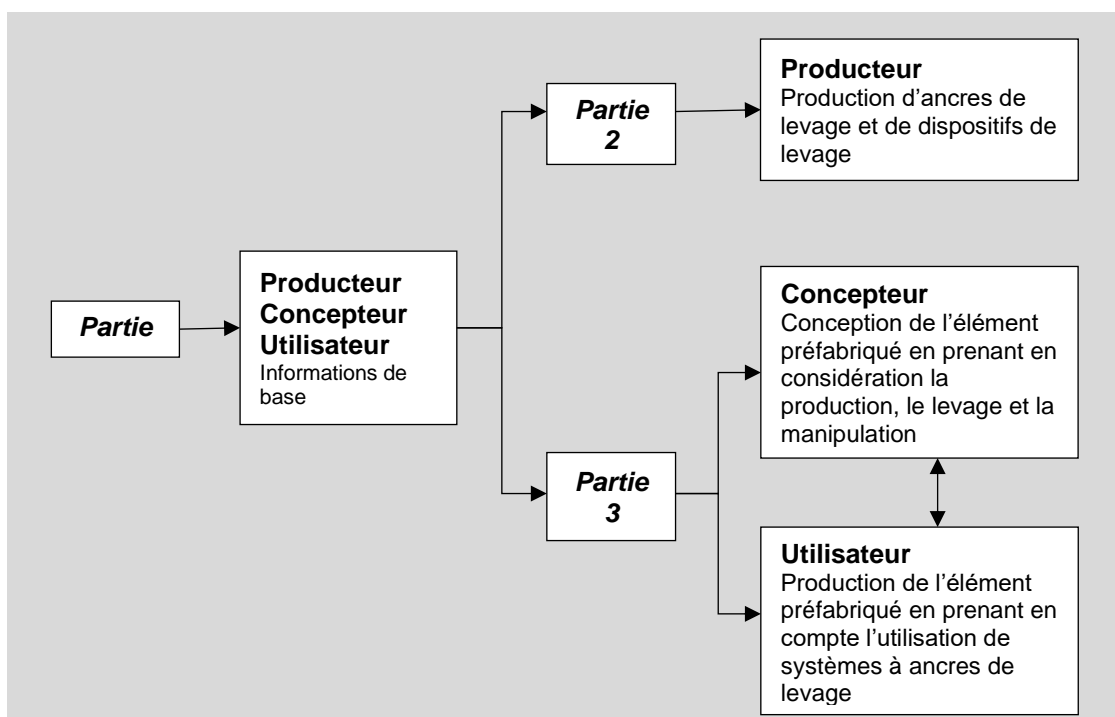 Partie
Producteur
Concepteur
Utilisateur
Informations de
base
Partie
2
Producteur
Production d’ancres de
levage et de dispositifs de
levage
Partie
3
Concepteur
Conception de l’élément
préfabriqué en prenant en
considération la
production, le levage et la
manipulation
Utilisateur
Production de l’élément
préfabriqué en prenant en
compte l’utilisation de
systèmes à ancres de
levage